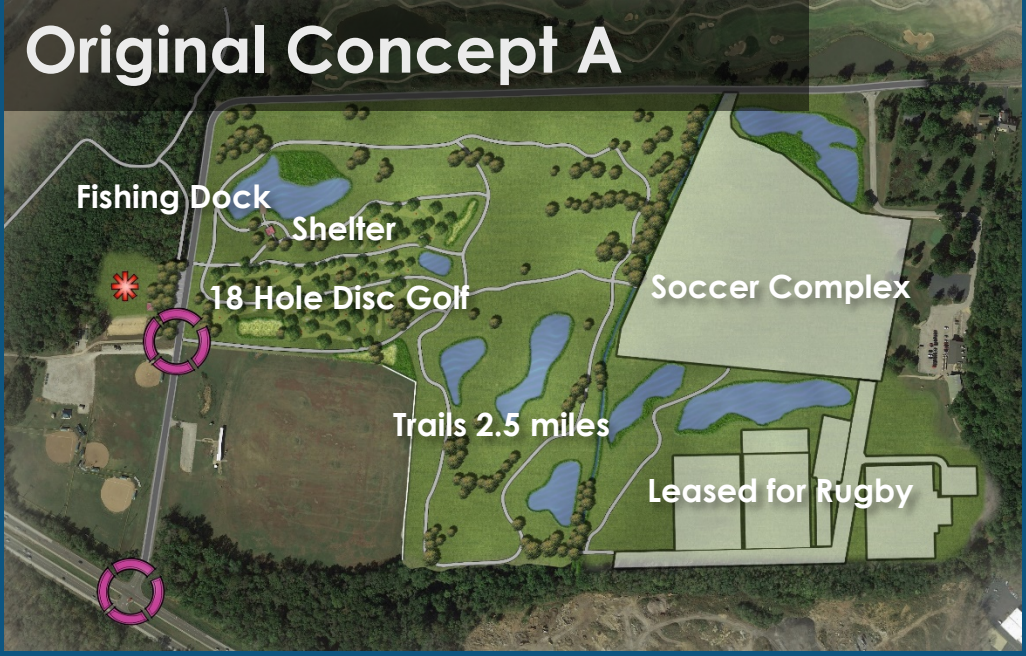 Original Concept A
Fishing Dock
Shelter
18 Hole Disc Golf
Soccer Complex
Trails 2.5 miles
Leased for Rugby